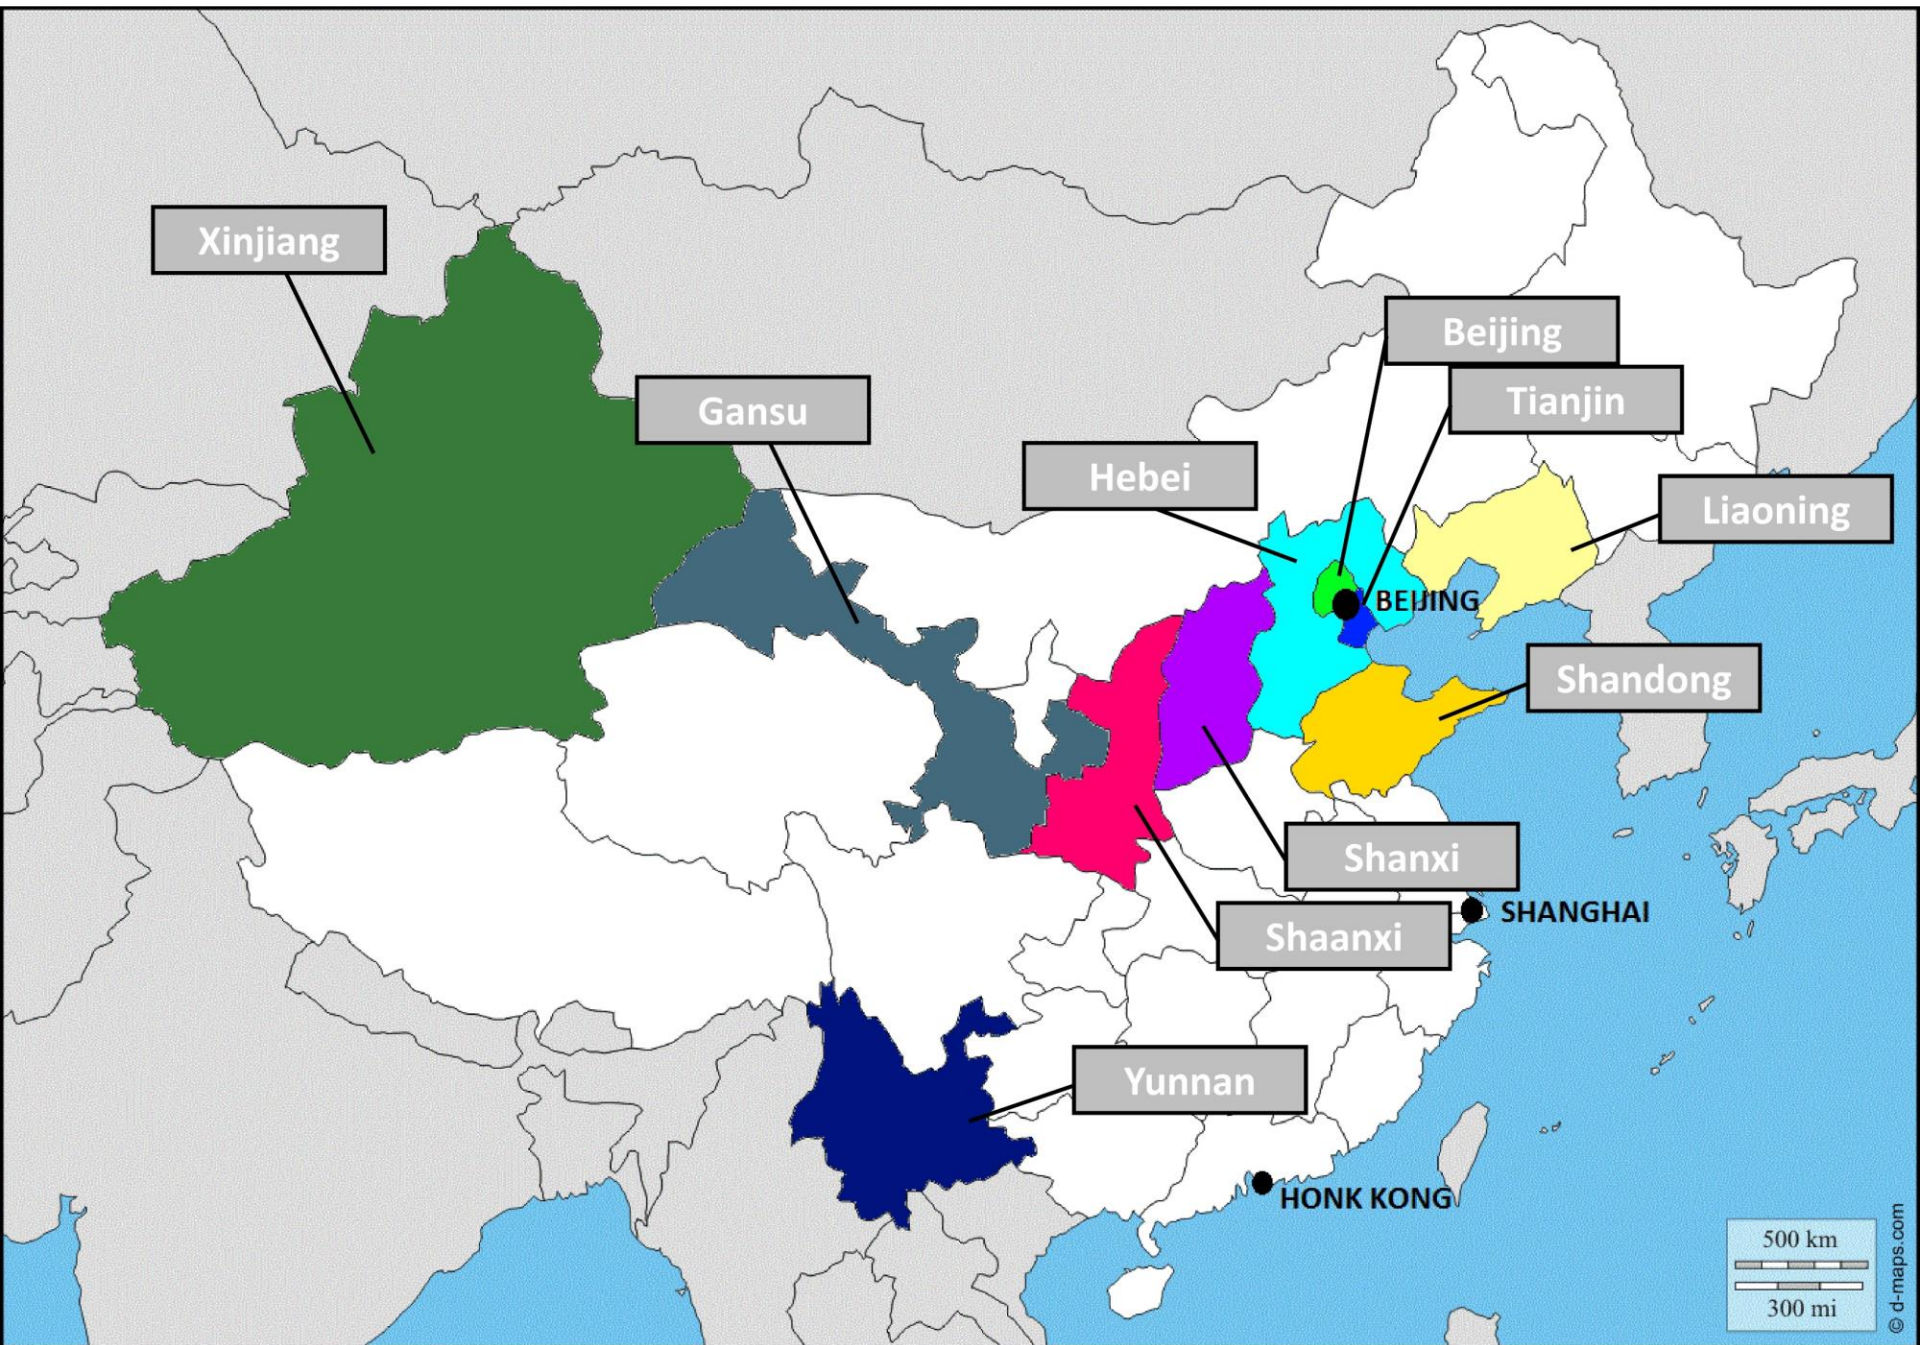 Xinjiang
Beijing
Tianjin
Gansu
Hebei
Liaoning
BEIJING
Shandong
Shanxi
SHANGHAI
Shaanxi
Yunnan
HONK KONG
500 km
300 mi
© d-maps.com